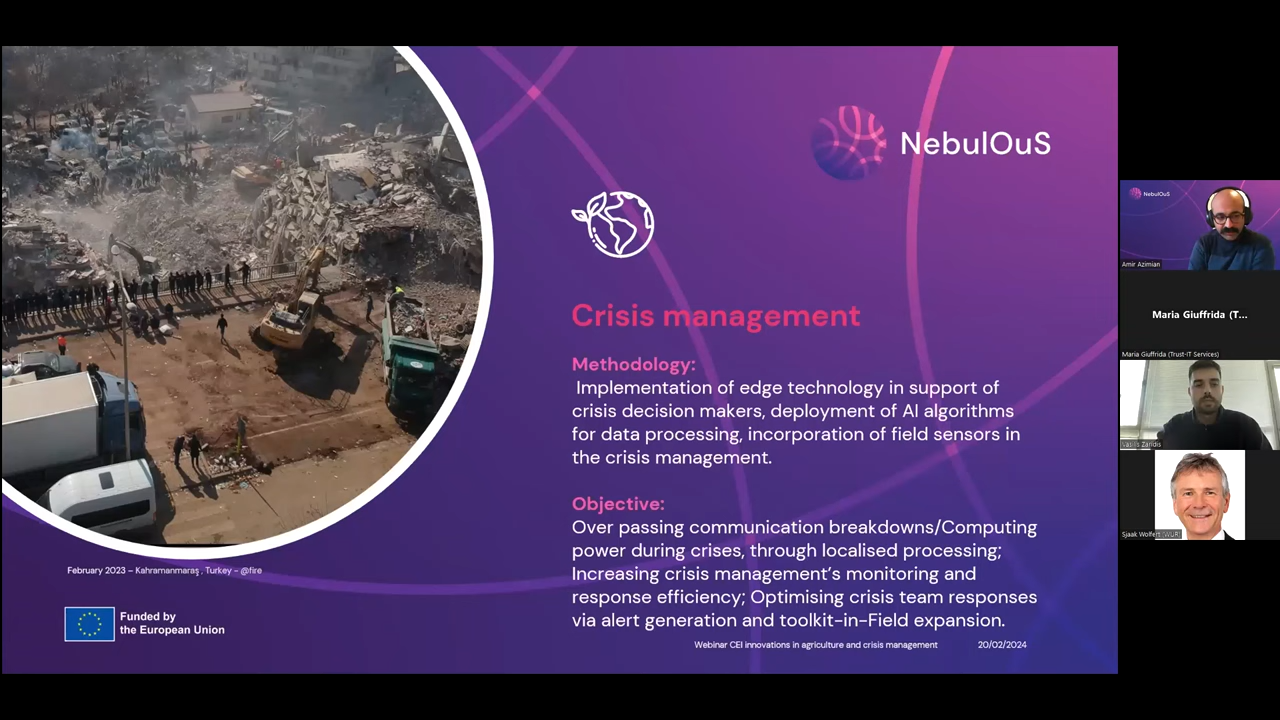 NebulOuS
Crisis management
Methodology:
Implementation of edge technology in support of
crisis decision makers, deployment of AI algorithms
for data processing, incorporation of field sensors in
the crisis management.
Objective:
Over passing communication breakdowns/Computing
power during crises, through localised processing;
Increasing crisis management’s monitoring and
response efficiency; Optimising crisis team responses
via alert generation and toolkit-in-Field expansion.
February 2023 – Kahramanmaraş , Turkey - @fire
Funded by
the European Union
Webinar CEI innovations in agriculture and crisis management
20/02/2024
NebulOuS
Amir Azimian
Maria Giuffrida (T...
Maria Giuffrida (Trust-IT Services)
Zaridis
Sjaak Wolfert (WUR)